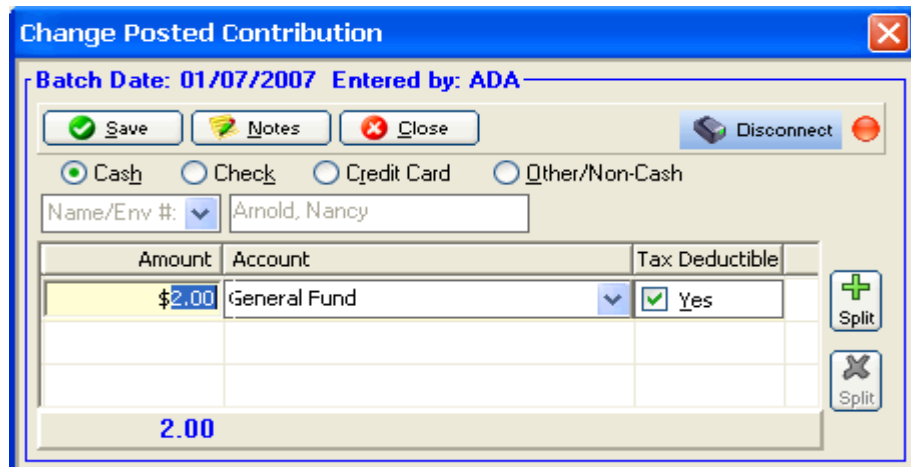 Change Posted Contribution
Batch Date: 01/07/2007 Entered by: ADA
Save Notes Close Disconnect
Cash Check Credit Card Other/Non-Cash
Name/Env #: Arnold, Nancy
Amount Account Tax Deductible
$2.00 General Fund Yes
Split
Split
2.00